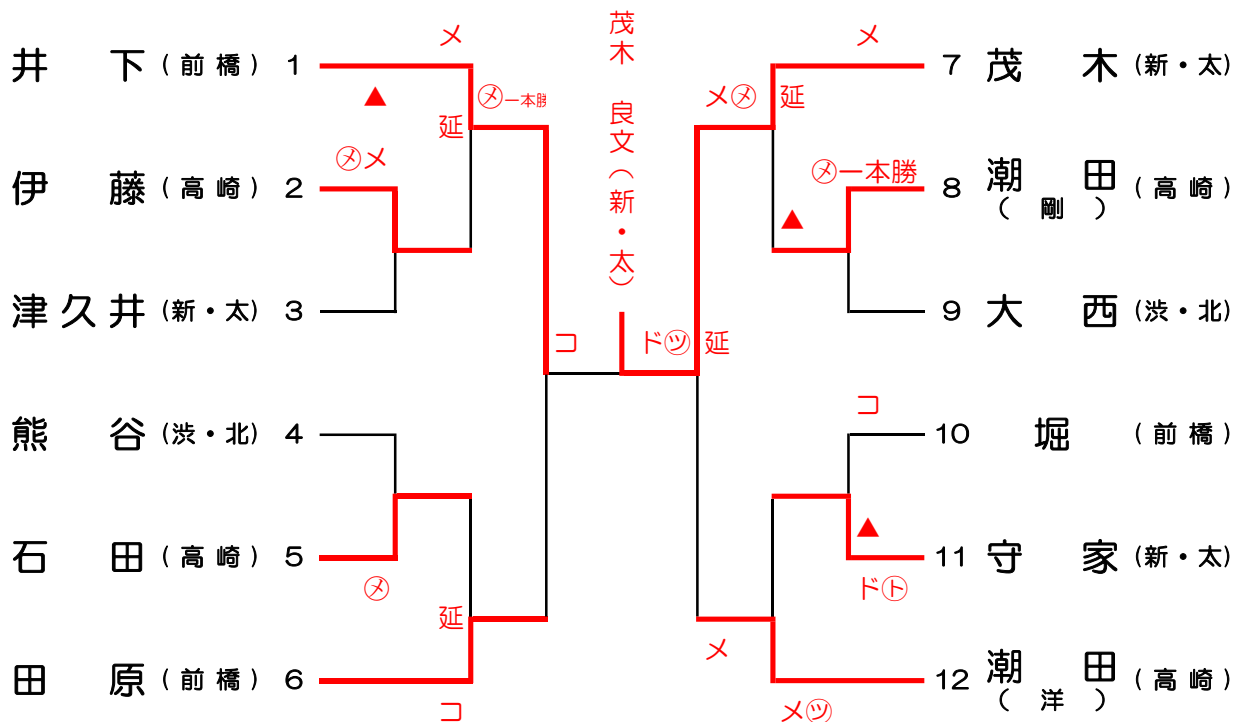 茂木 良文(新・太)
井下 (前橋) 1
メ
▲
延
㋱一本勝
伊藤 (高崎) 2
㋱メ
津久井 (新・太) 3
コ
熊谷 (渋・北) 4
石田 (高崎) 5
㋱
延
田原 (前橋) 6
コ
メ
7 茂木 (新・太)
メ㋱ 延
㋱一本勝
8 潮田 (高崎)
(剛)
▲
9 大西 (渋・北)
ド㋡ 延
コ
10 堀 (前橋)
▲
11 守家 (新・太)
ド㋣
メ
12 潮田 (高崎)
(洋)
メ㋡